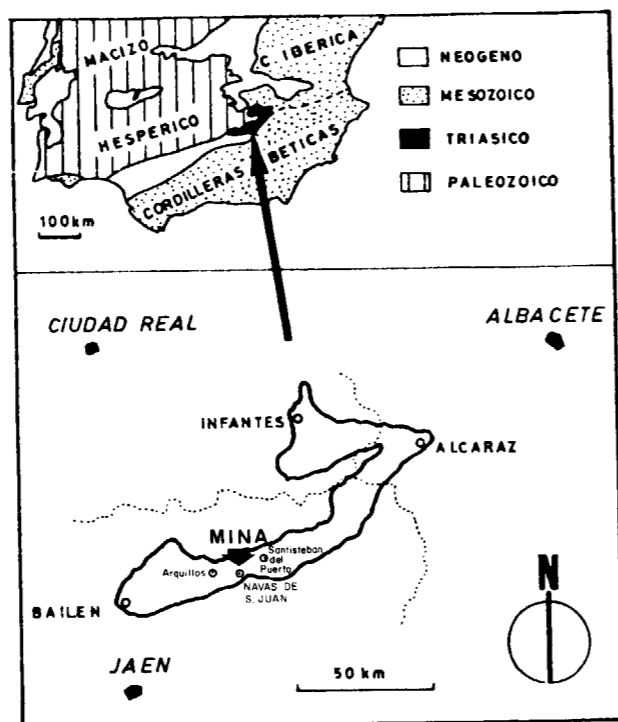 MACIZO
HESPERICO
C. IBERICA
CORDILLERAS BETICAS
100km
NEOGENO
MESOZOICO
TRIASICO
PALEOZOICO
CIUDAD REAL
ALBACETE
INFANTES
ALCARAZ
MINA
Santisteban
del
Puerto
Arquillos
NAVAS DE
S. JUAN
BAILEN
JAEN
50 km
N